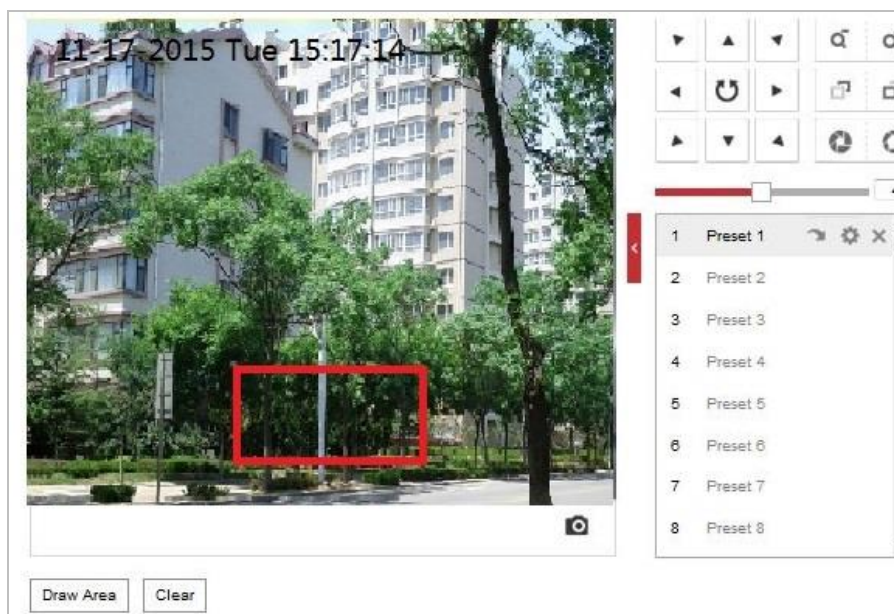 11-17-2015 Tue 15:17:14
1 Preset 1
2 Preset 2
3 Preset 3
4 Preset 4
5 Preset 5
6 Preset 6
7 Preset 7
8 Preset 8
Draw Area Clear